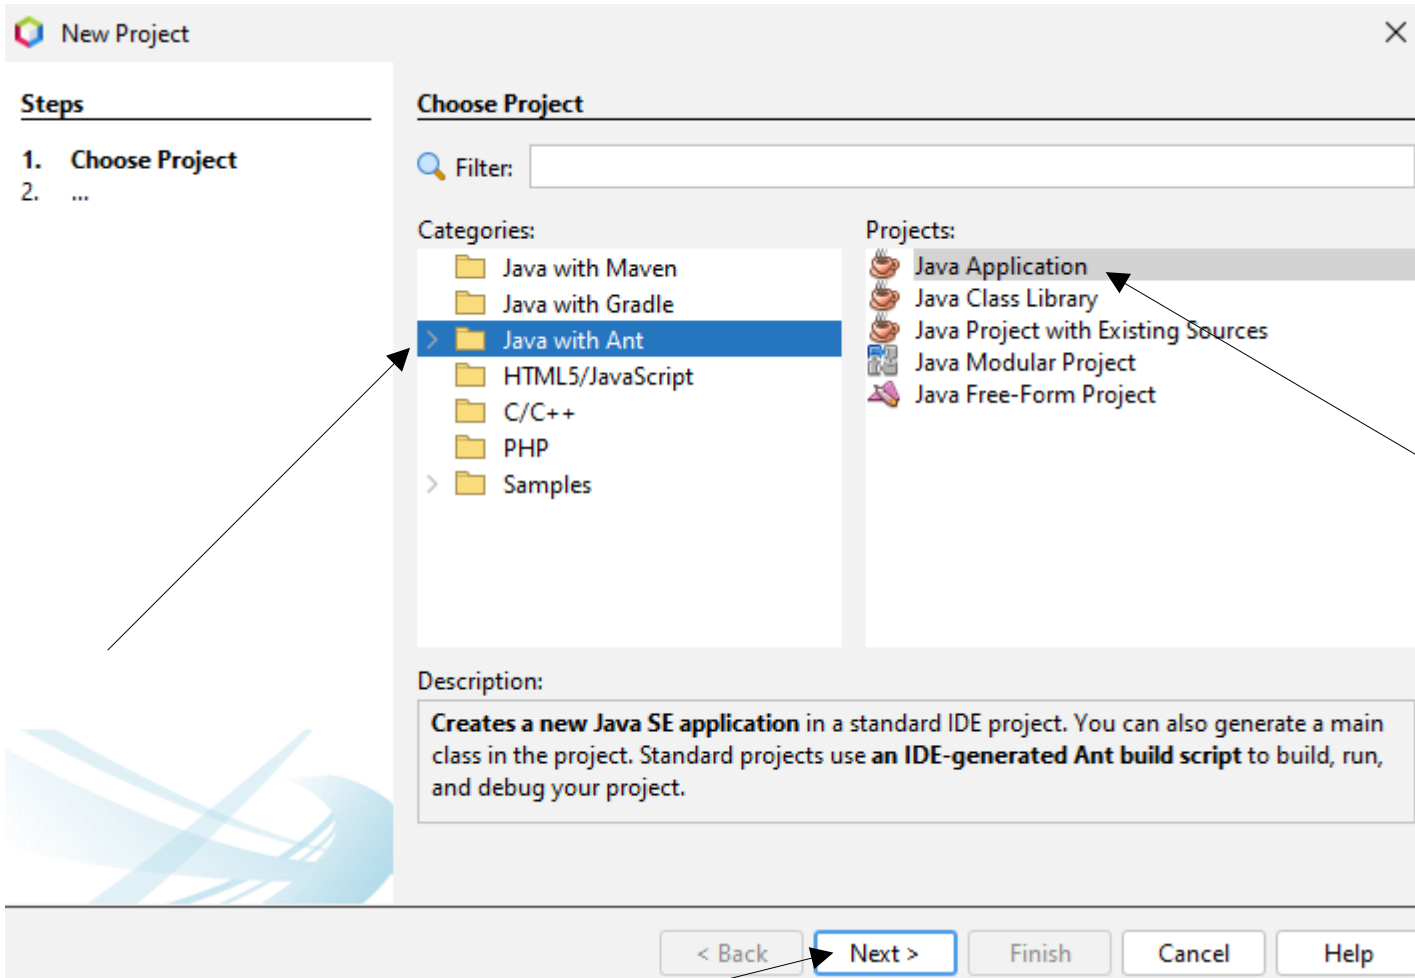 New Project
Steps
1. Choose Project
2. ...
Choose Project
Filter:
Categories:
Java with Maven
Java with Gradle
Java with Ant
HTML5/JavaScript
C/C++
PHP
Samples
Projects:
Java Application
Java Class Library
Java Project with Existing Sources
Java Modular Project
Java Free-Form Project
Description:
Creates a new Java SE application in a standard IDE project. You can also generate a main
class in the project. Standard projects use an IDE-generated Ant build script to build, run,
and debug your project.
< Back Next > Finish Cancel Help